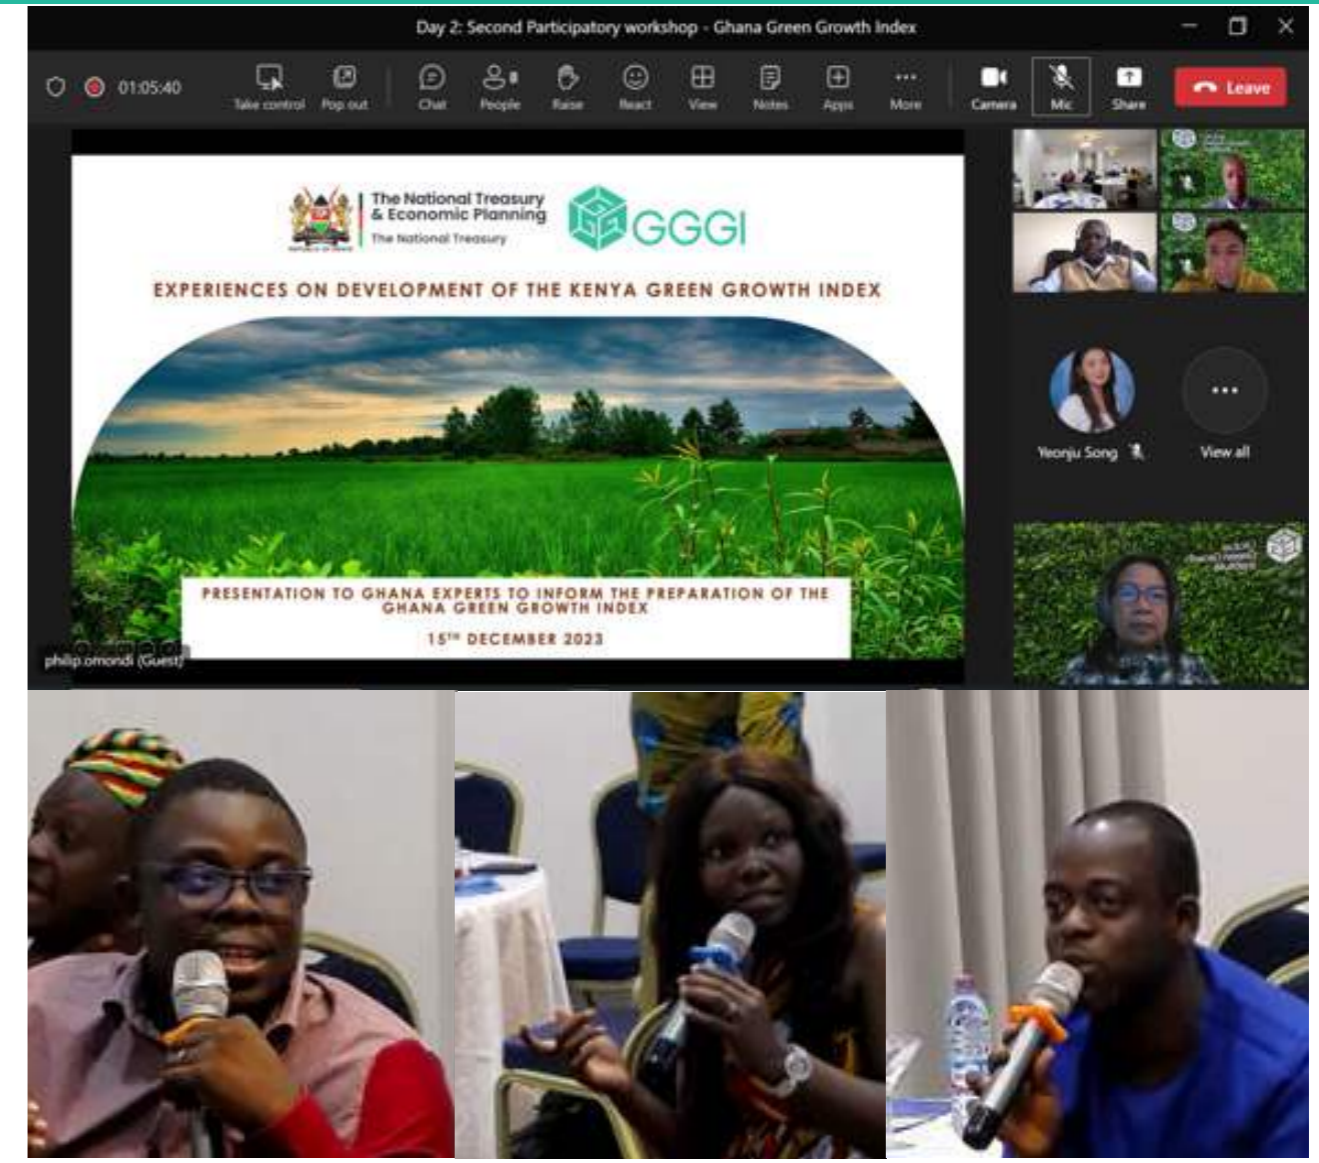 Day 2: Second Participatory workshop - Ghana Green Growth Index
01:05:40
Take control
Pop out
Chat
People
Raise
React
View
Notes
Apps
More
Camera
Mic
Share
Leave
The National Treasury
& Economic Planning
The National Treasury
GGGI
EXPERIENCES ON DEVELOPMENT OF THE KENYA GREEN GROWTH INDEX
PRESENTATION TO GHANA EXPERTS TO INFORM THE PREPARATION OF THE
GHANA GREEN GROWTH INDEX
15TH DECEMBER 2023
philip.omondi (Guest)
Yeonju Song
View all